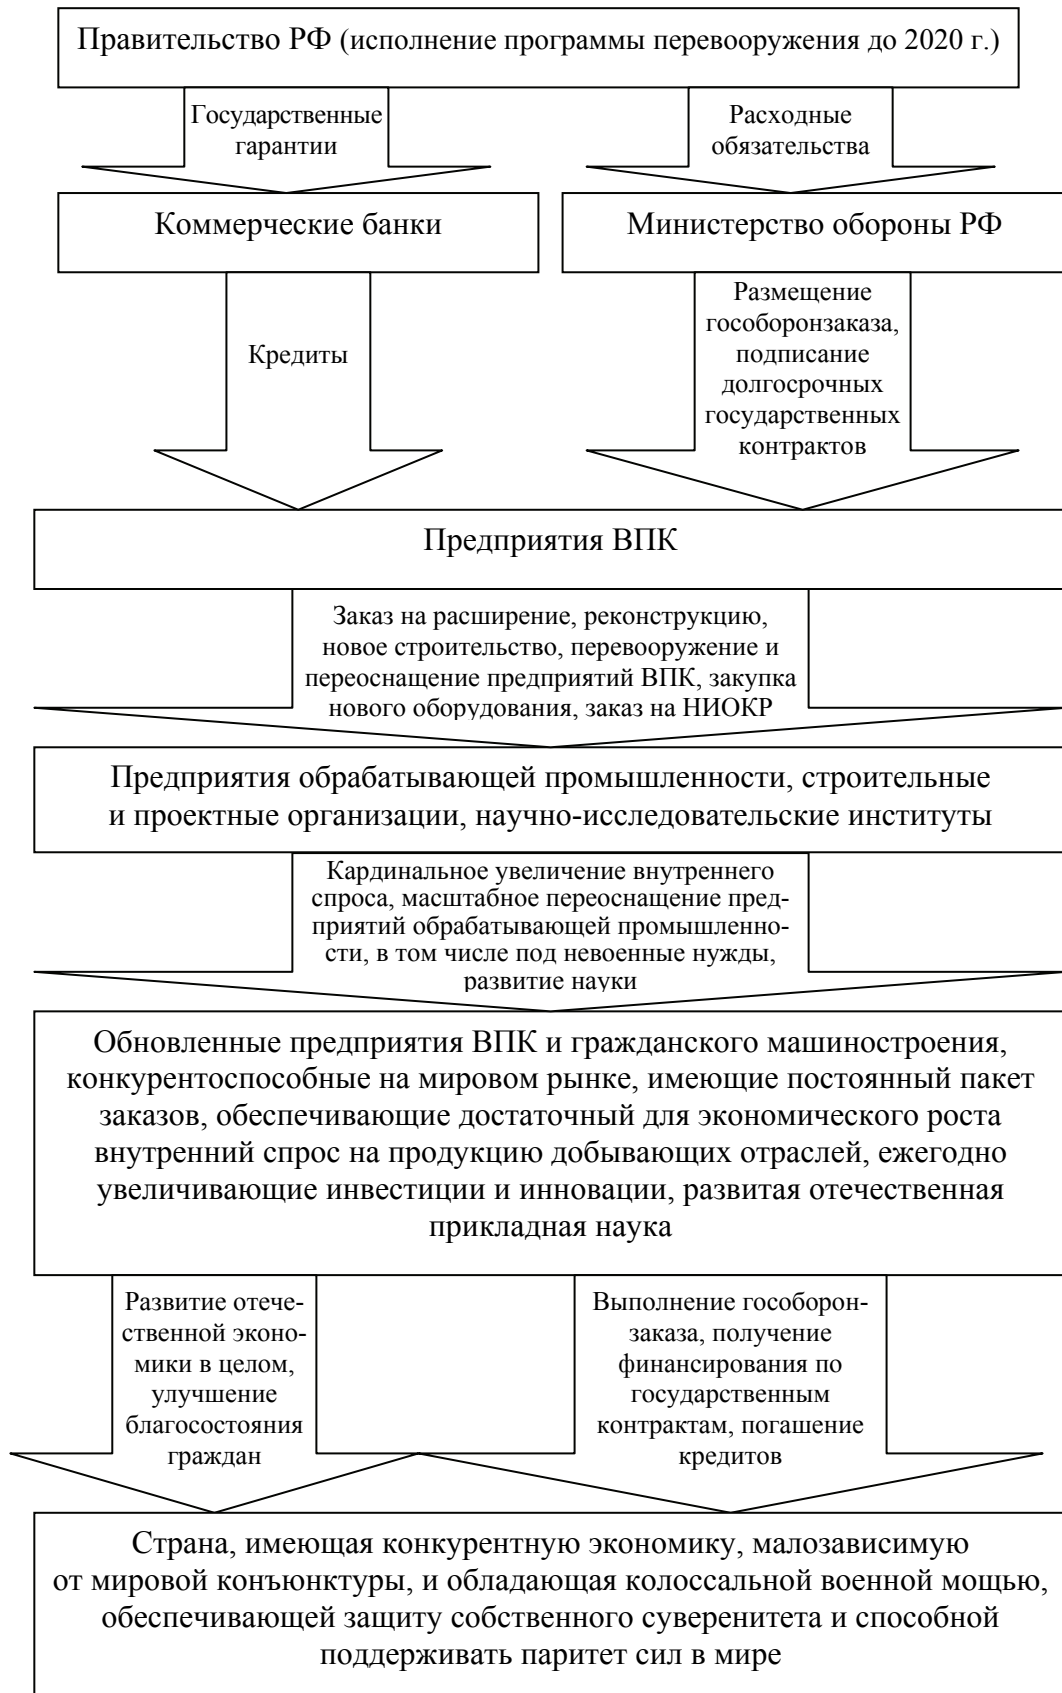 Правительство РФ (исполнение программы перевооружения до 2020 г.)
Государственные
гарантии
Расходные
обязательства
Коммерческие банки
Министерство обороны РФ
Кредиты
Размещение
гособоронзаказа,
подписание
долгосрочных
государственных
контрактов
Предприятия ВПК
Заказ на расширение, реконструкцию,
новое строительство, перевооружение и
переоснащение предприятий ВПК, закупка
нового оборудования, заказ на НИОКР
Предприятия обрабатывающей промышленности, строительные
и проектные организации, научно-исследовательские институты
Кардинальное увеличение внутреннего
спроса, масштабное переоснащение пред-
приятий обрабатывающей промышленно-
сти, в том числе под невоенные нужды,
развитие науки
Обновленные предприятия ВПК и гражданского машиностроения,
конкурентоспособные на мировом рынке, имеющие постоянный пакет
заказов, обеспечивающие достаточный для экономического роста
внутренний спрос на продукцию добывающих отраслей, ежегодно
увеличивающие инвестиции и инновации, развитая отечественная
прикладная наука
Развитие отече-
ственной эконо-
мики в целом,
улучшение
благосостояния
граждан
Выполнение гособорон-
заказа, получение
финансирования по
государственным
контрактам, погашение
кредитов
Страна, имеющая конкурентную экономику, малозависимую
от мировой конъюнктуры, и обладающая колоссальной военной мощью,
обеспечивающей защиту собственного суверенитета и способной
поддерживать паритет сил в мире